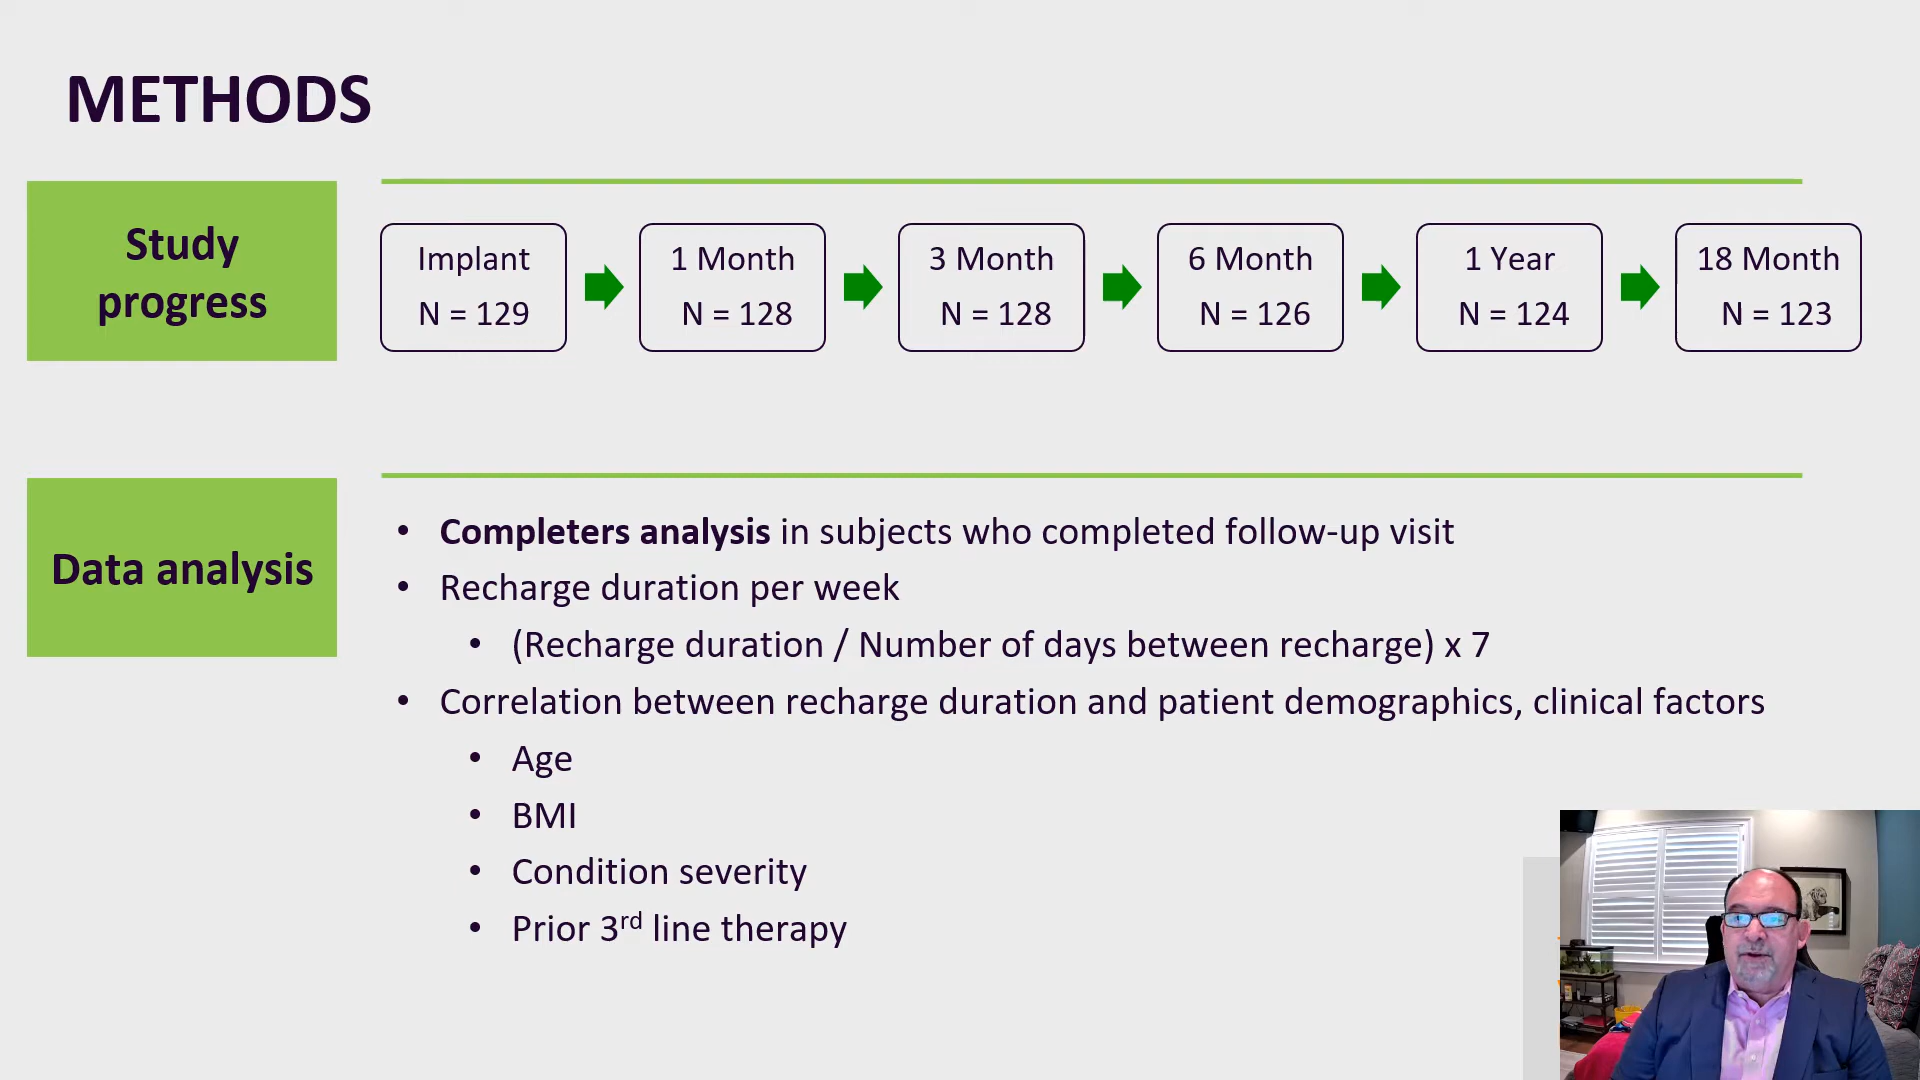 METHODS
Study
progress
Implant
N = 129
1 Month
N = 128
3 Month
N = 128
6 Month
N = 126
1 Year
N = 124
18 Month
N = 123
Data analysis
• Completers analysis in subjects who completed follow-up visit
• Recharge duration per week
• (Recharge duration / Number of days between recharge) x 7
• Correlation between recharge duration and patient demographics, clinical factors
• Age
• BMI
• Condition severity
• Prior 3rd line therapy